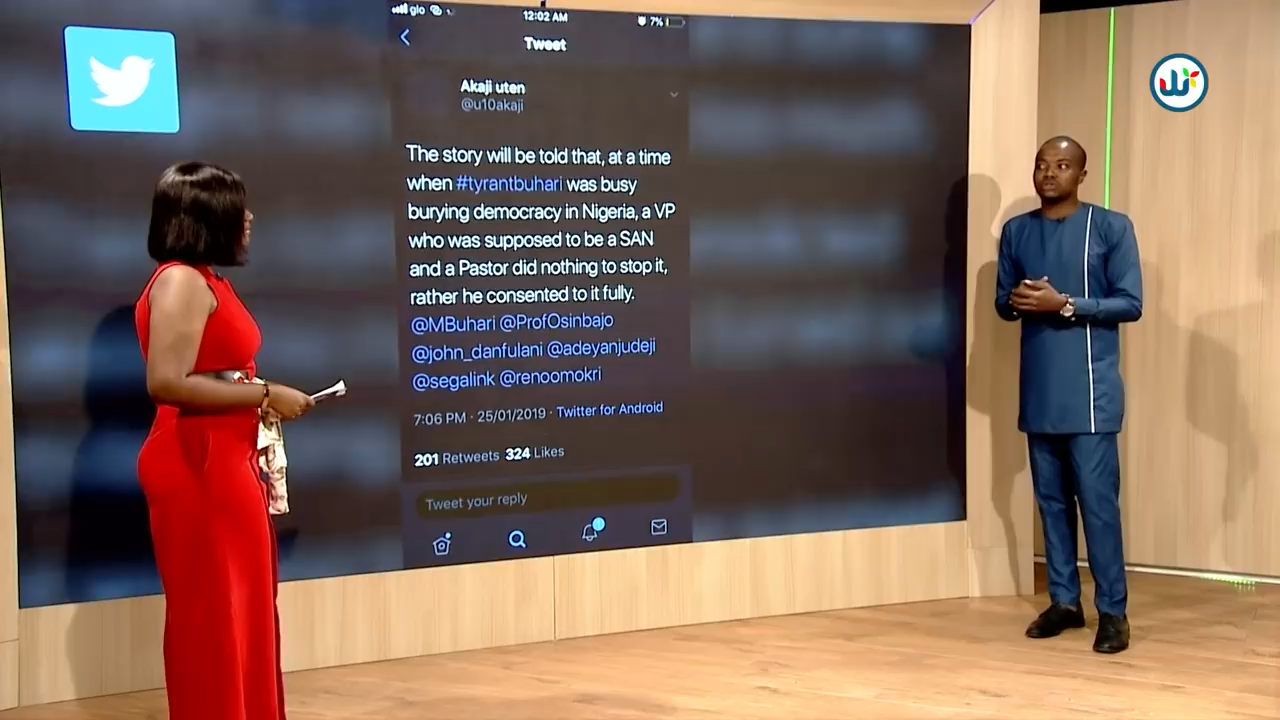 glo
12:02 AM
7%
Tweet
Akaji uten
@u10akaji
The story will be told that, at a time
when #tyrantbuhari was busy
burying democracy in Nigeria, a VP
who was supposed to be a SAN
and a Pastor did nothing to stop it,
rather he consented to it fully.
@MBuhari @ProfOsinbajo
@john_danfulani @adeyanjudeji
@segalink @renoomokri
7:06 PM · 25/01/2019 · Twitter for Android
201 Retweets 324 Likes
Tweet your reply
W